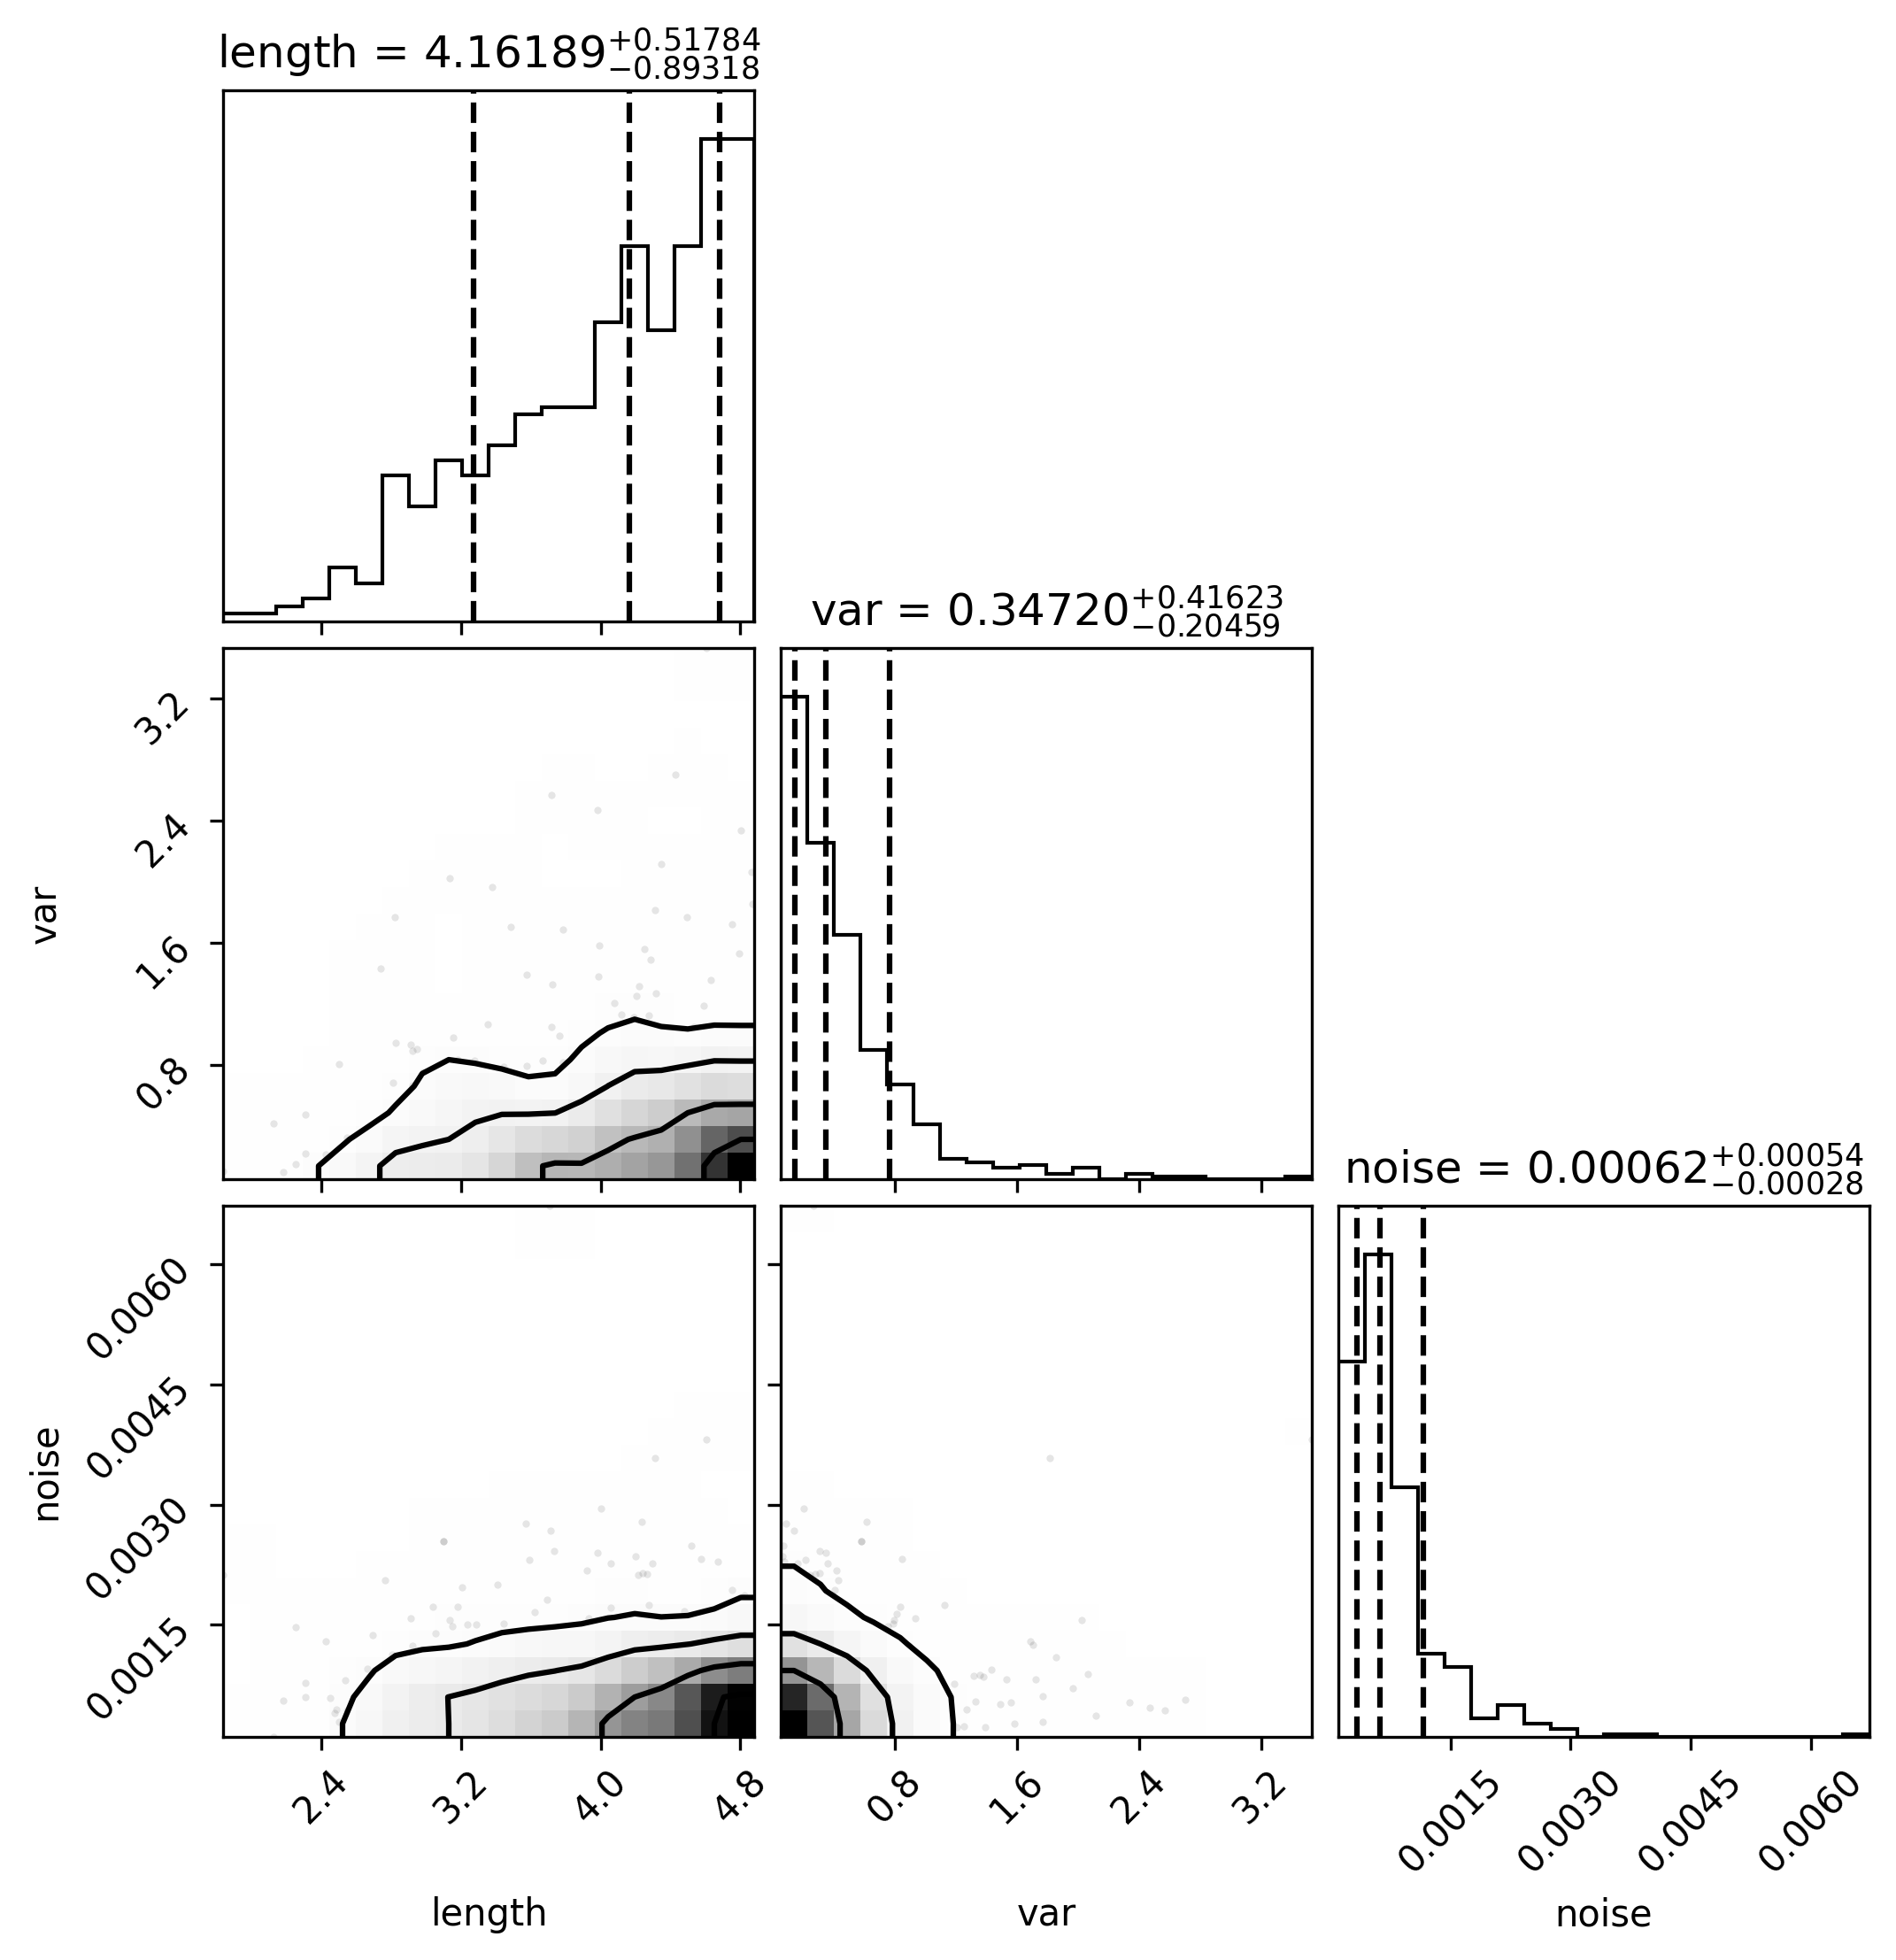 length = 4.16189 +0.51784 −0.89318
var = 0.34720 +0.41623 −0.20459
3.2
2.4
1.6
0.8
var
noise = 0.00062 +0.00054 −0.00028
0.0060
0.0045
0.0030
0.0015
noise
2.4 3.2 4.0 4.8 0.8 1.6 2.4 3.2 0.0015 0.0030 0.0045 0.0060
length var noise